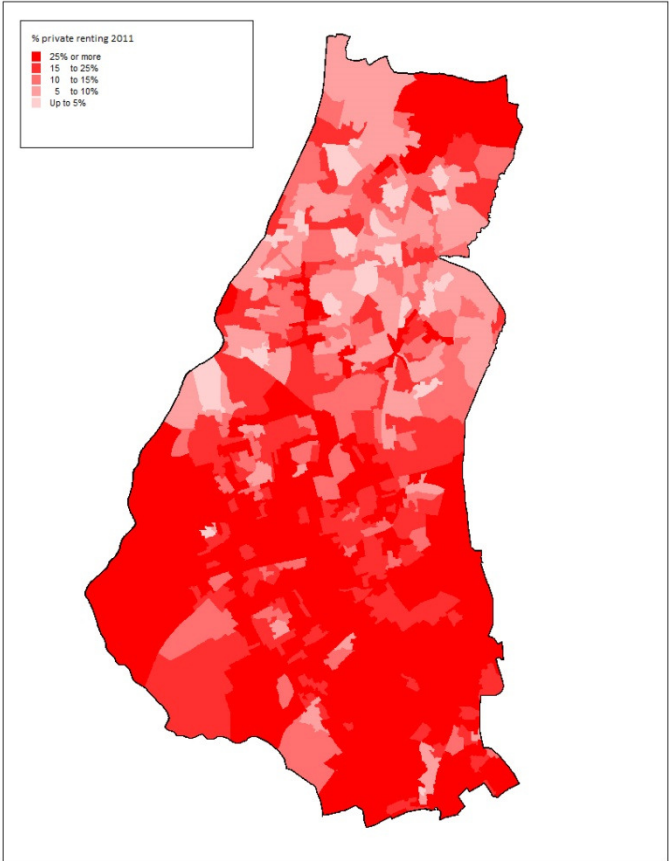 % private renting 2011
25% or more
15 to 25%
10 to 15%
5 to 10%
Up to 5%